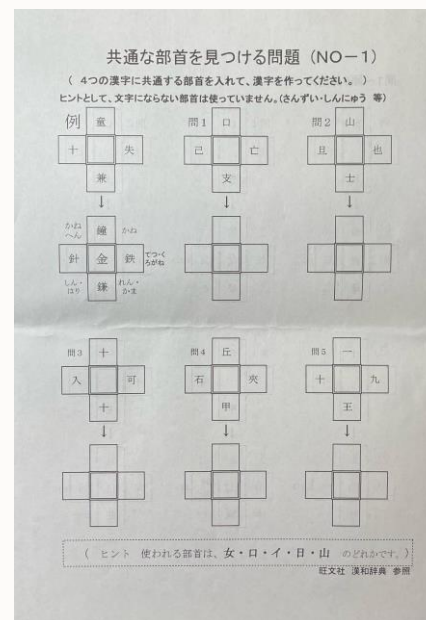 共通な部首を見つける問題（NO－1）
（ 4つの漢字に共通する部首を入れて、漢字を作ってください。 ）
ヒントとして、文字にならない部首は使っていません。（さんずい・しんにゅう 等）
例 童
十 失
兼
↓
かねへん 鐘 かね
針 金 鉄 てつ・くろがね
しん・はり 鎌 れん・かま
問1 口
己 亡
支
↓
問2 山
旦 也
士
↓
問3 十
入 可
十
↓
問4 丘
石 夾
甲
↓
問5 一
十 九
王
↓
（ ヒント 使われる部首は、女・口・イ・日・山 のどれかです。）
旺文社 漢和辞典 参照